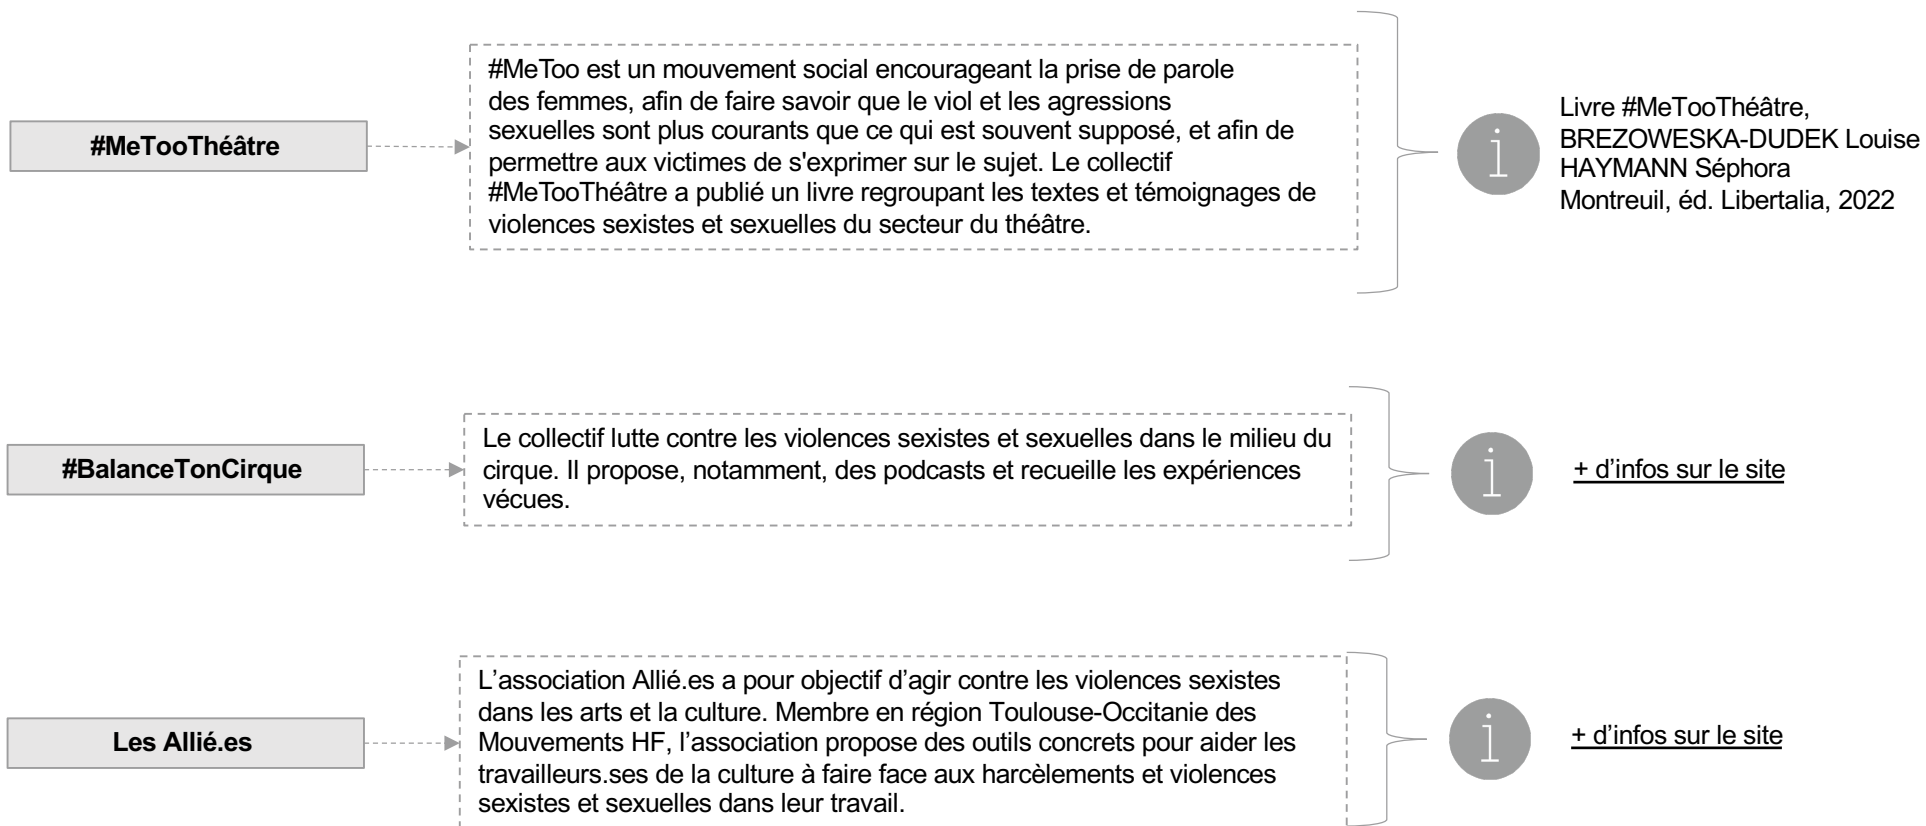 #MeTooThéâtre
#MeToo est un mouvement social encourageant la prise de parole
des femmes, afin de faire savoir que le viol et les agressions
sexuelles sont plus courants que ce qui est souvent supposé, et afin de
permettre aux victimes de s'exprimer sur le sujet. Le collectif
#MeTooThéâtre a publié un livre regroupant les textes et témoignages de
violences sexistes et sexuelles du secteur du théâtre.
Livre #MeTooThéâtre,
BREZOWESKA-DUDEK Louise
HAYMANN Séphora
Montreuil, éd. Libertalia, 2022
#BalanceTonCirque
Le collectif lutte contre les violences sexistes et sexuelles dans le milieu du
cirque. Il propose, notamment, des podcasts et recueille les expériences
vécues.
+ d’infos sur le site
Les Allié.es
L’association Allié.es a pour objectif d’agir contre les violences sexistes
dans les arts et la culture. Membre en région Toulouse-Occitanie des
Mouvements HF, l’association propose des outils concrets pour aider les
travailleurs.ses de la culture à faire face aux harcèlements et violences
sexistes et sexuelles dans leur travail.
+ d’infos sur le site